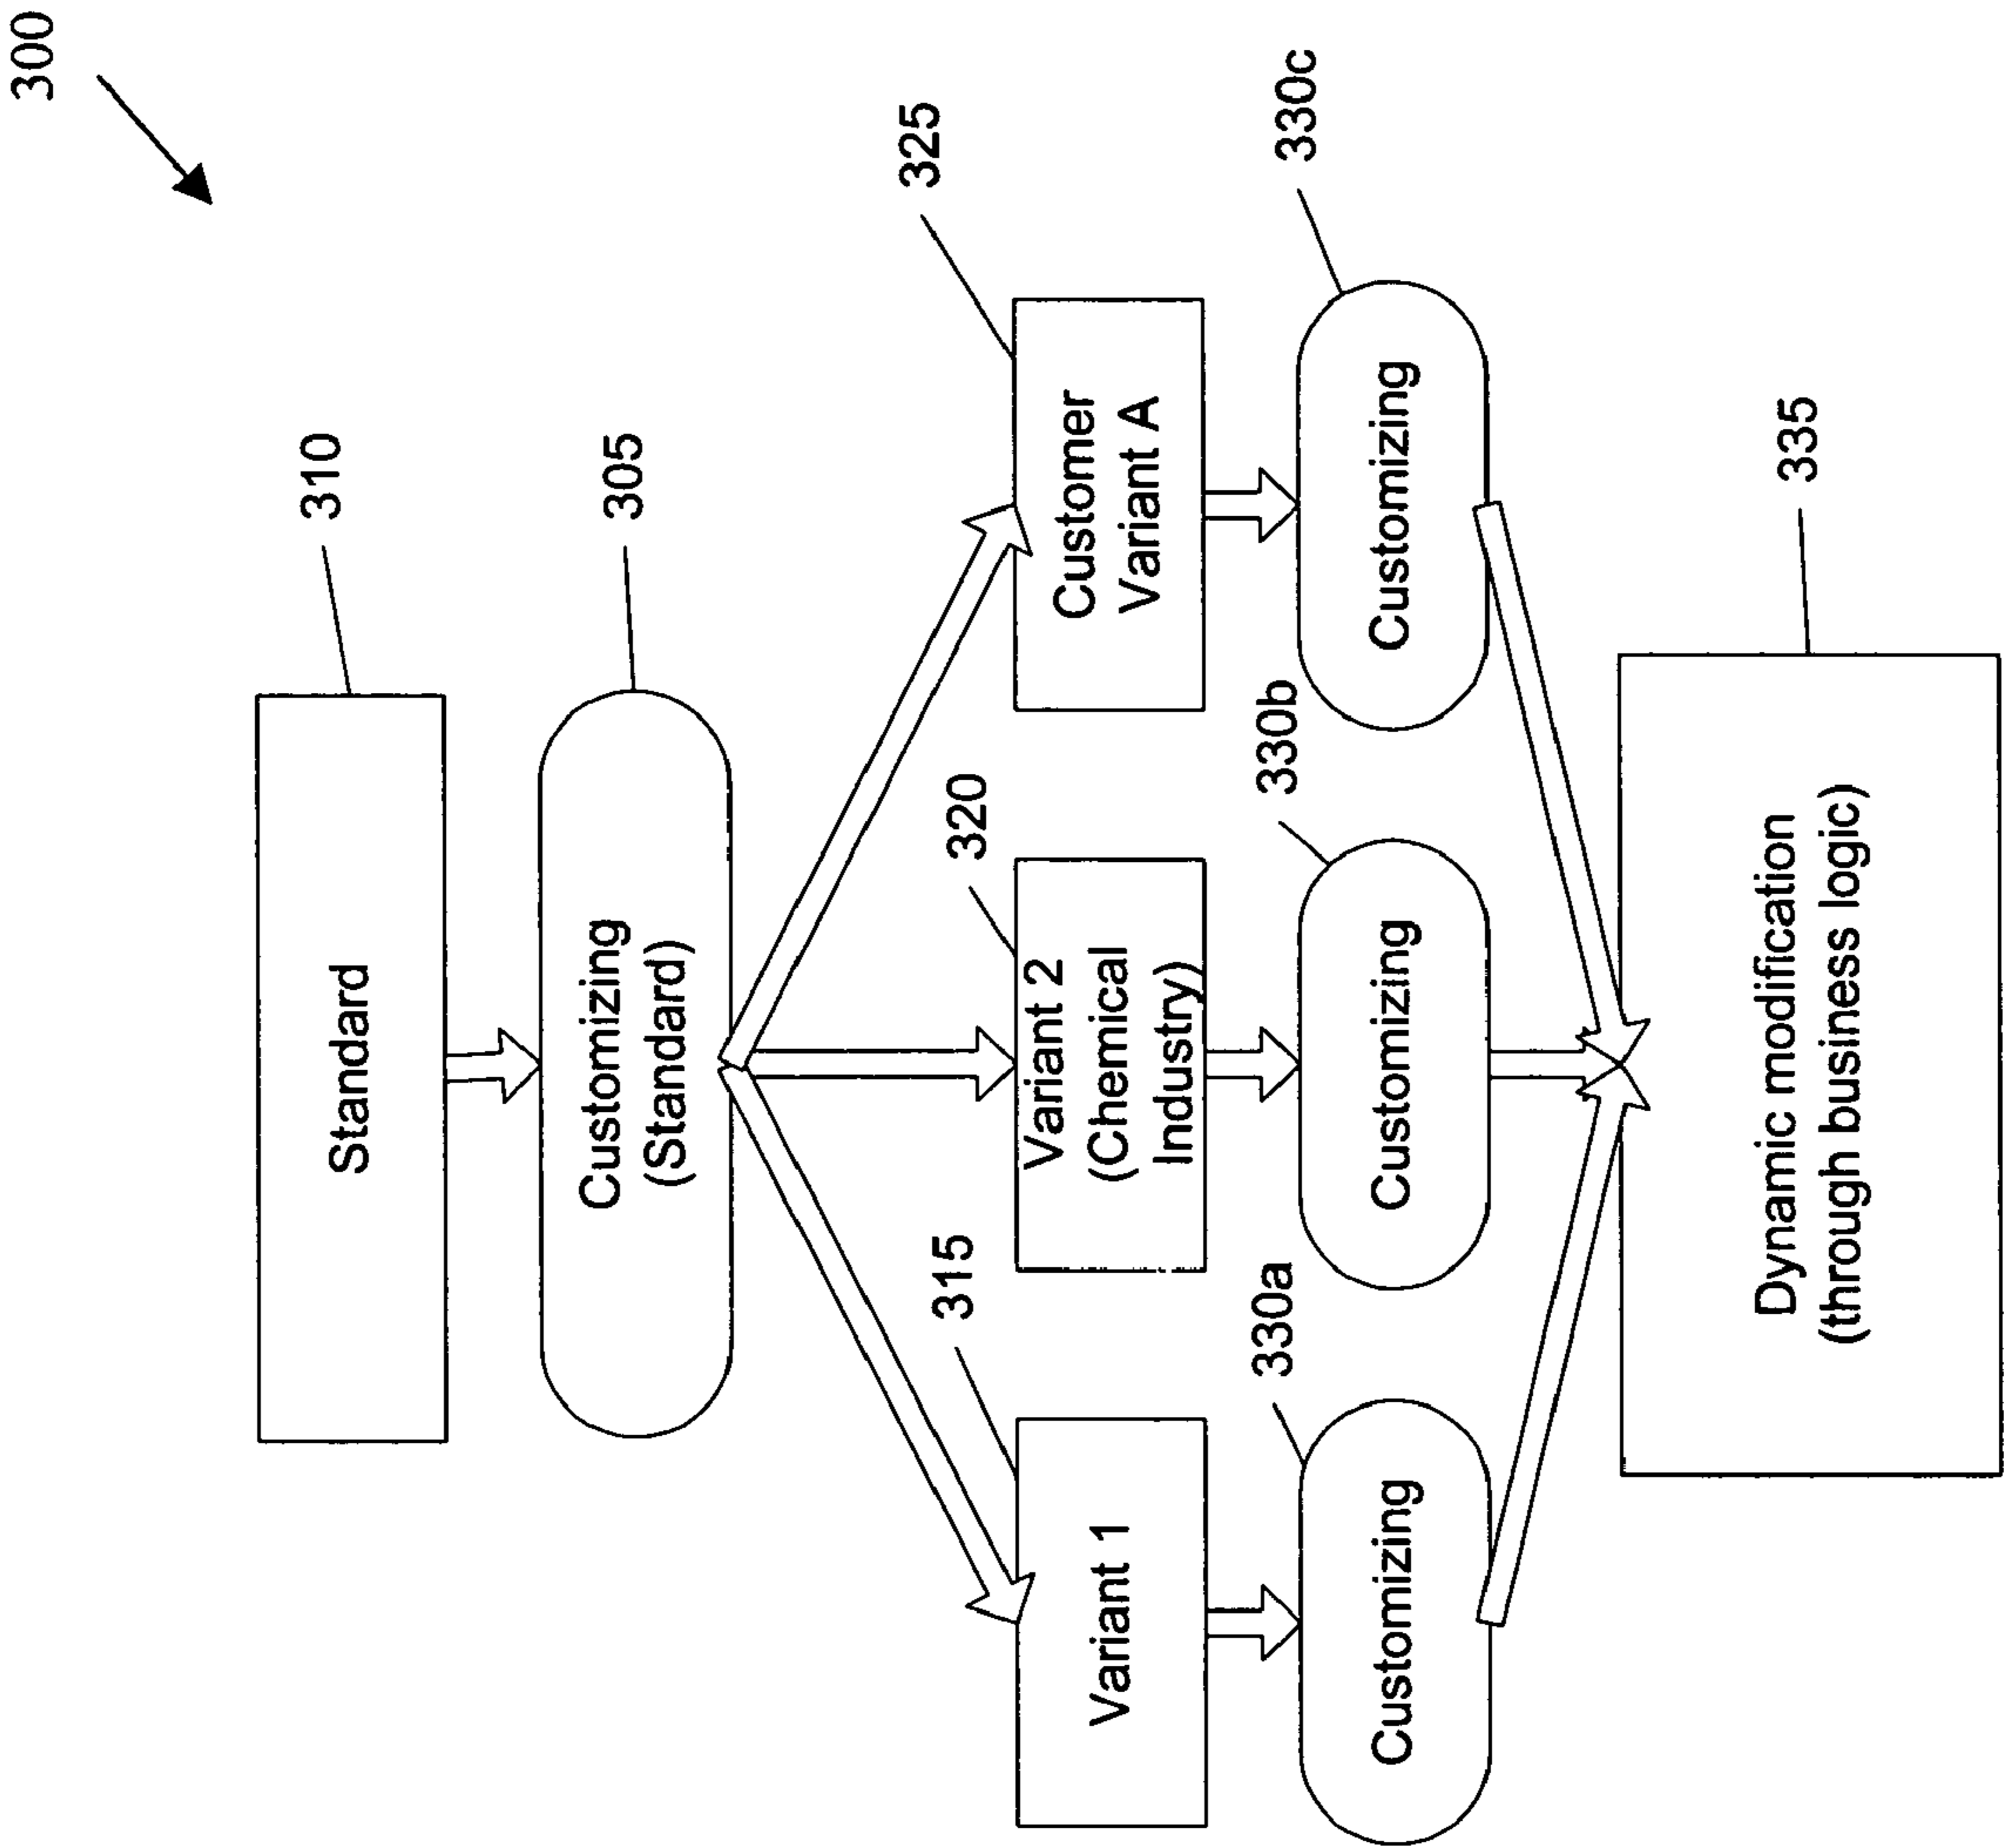 300
Standard
310
Customizing
(Standard)
305
315
320
325
Variant 1
Variant 2
(Chemical
Industry)
Customer
Variant A
330a
330b
330c
Customizing
Customizing
Customizing
Dynamic modification
(through business logic)
335